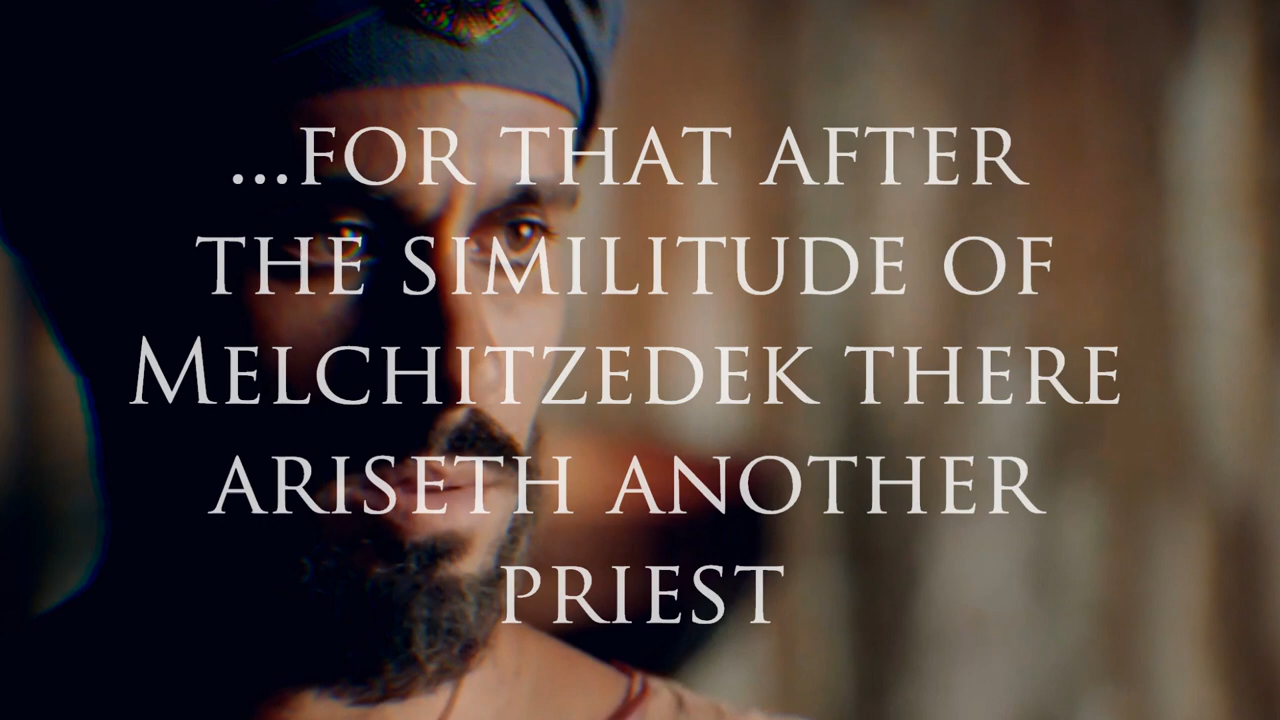 ...FOR THAT AFTER
THE SIMILITUDE OF
MELCHITZEDEK THERE
ARISETH ANOTHER
PRIEST